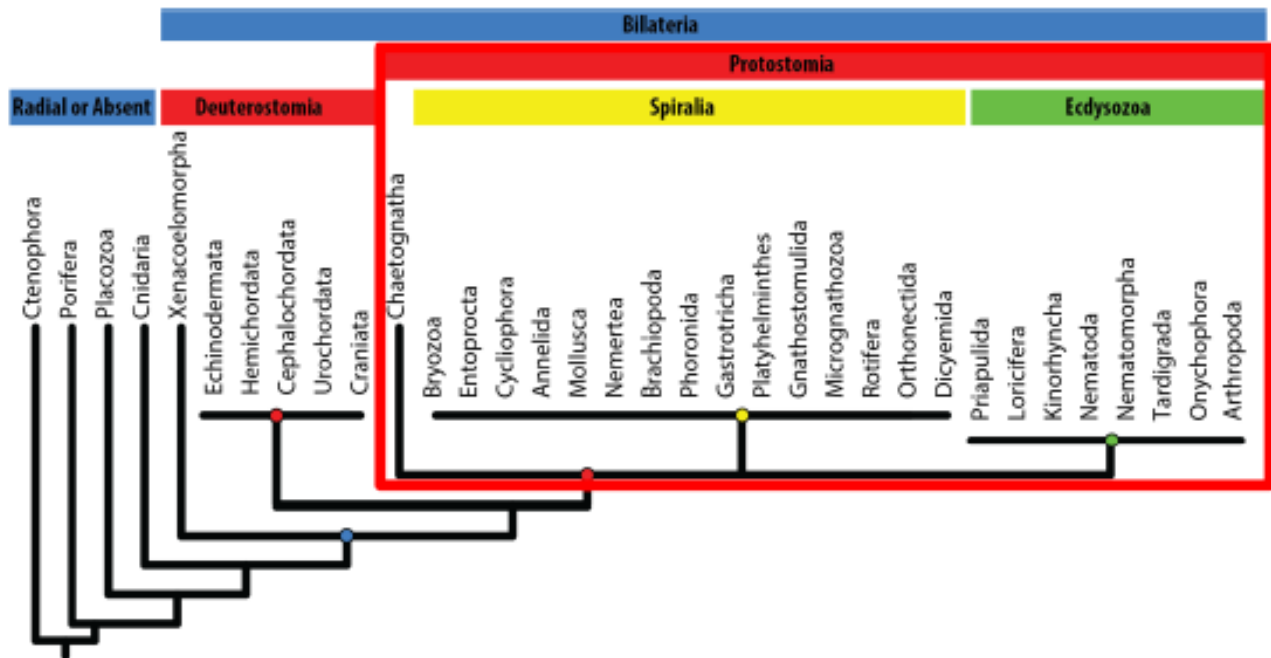 Billateria
Protostomia
Radial or Absent
Deuterostomia
Spiralia
Ecdysozoa
Ctenophora
Porifera
Placozoa
Cnidaria
Xenacoelomorpha
Echinodermata
Hemichordata
Cephalochordata
Urochordata
Craniata
Chaetognatha
Bryozoa
Entoprocta
Cycliophora
Annelida
Mollusca
Nemertea
Brachiopoda
Phoronida
Gastrotricha
Platyhelminthes
Gnathostomulida
Micrognathozoa
Rotifera
Orthonectida
Dicyemida
Priapulida
Loricifera
Kinorhyncha
Nematoda
Nematomorpha
Tardigrada
Onychophora
Arthropoda